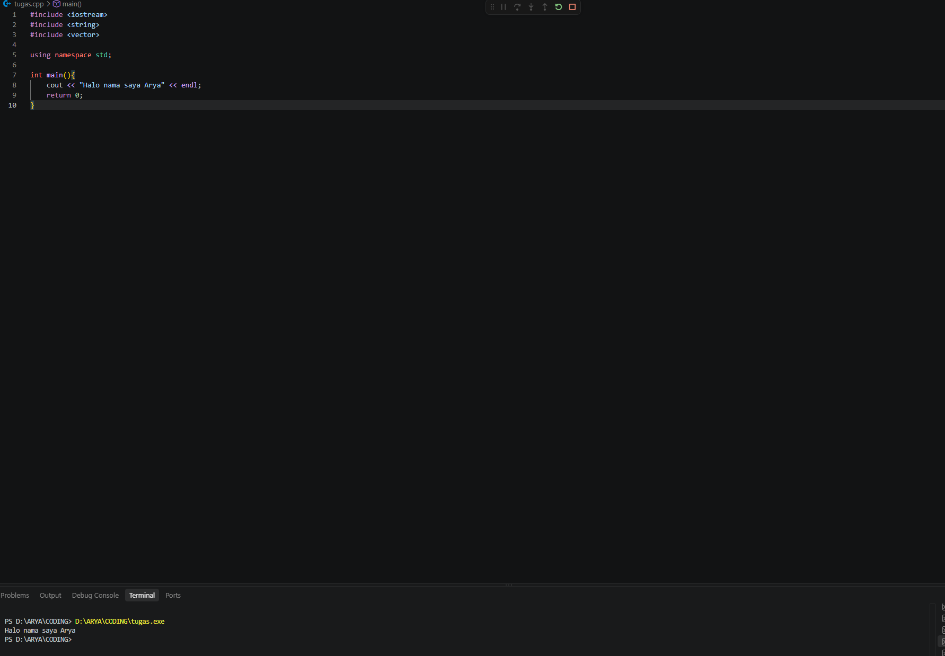 tugas.cpp > main()
1 #include <iostream>
2 #include <string>
3 #include <vector>
4
5 using namespace std;
6
7 int main(){
8 cout << "Halo nama saya Arya" << endl;
9 return 0;
10 }
Problems Output Debug Console Terminal Ports
PS D:\ARYA\CODING> D:\ARYA\CODING\tugas.exe
Halo nama saya Arya
PS D:\ARYA\CODING>